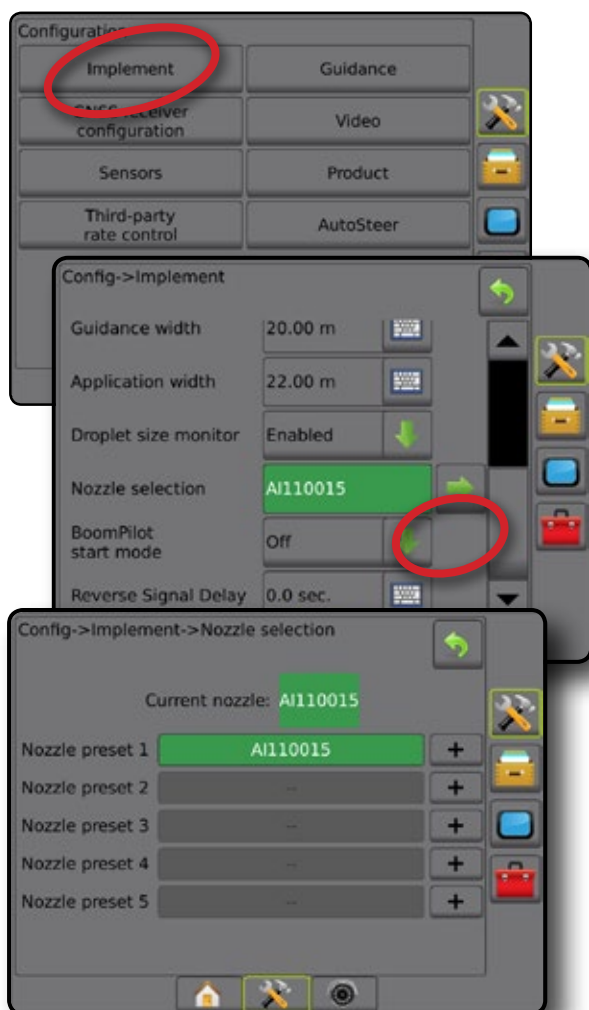 Configuration
Implement Guidance
GNSS receiver Video
configuration
Sensors Product
Third-party AutoSteer
rate control
Config->Implement
Guidance width 20.00 m
Application width 22.00 m
Droplet size monitor Enabled
Nozzle selection AI110015
BoomPilot
start mode Off
Reverse Signal Delay 0.0 sec.
Config->Implement->Nozzle selection
Current nozzle: AI110015
Nozzle preset 1 AI110015 +
Nozzle preset 2 -- +
Nozzle preset 3 -- +
Nozzle preset 4 -- +
Nozzle preset 5 -- +